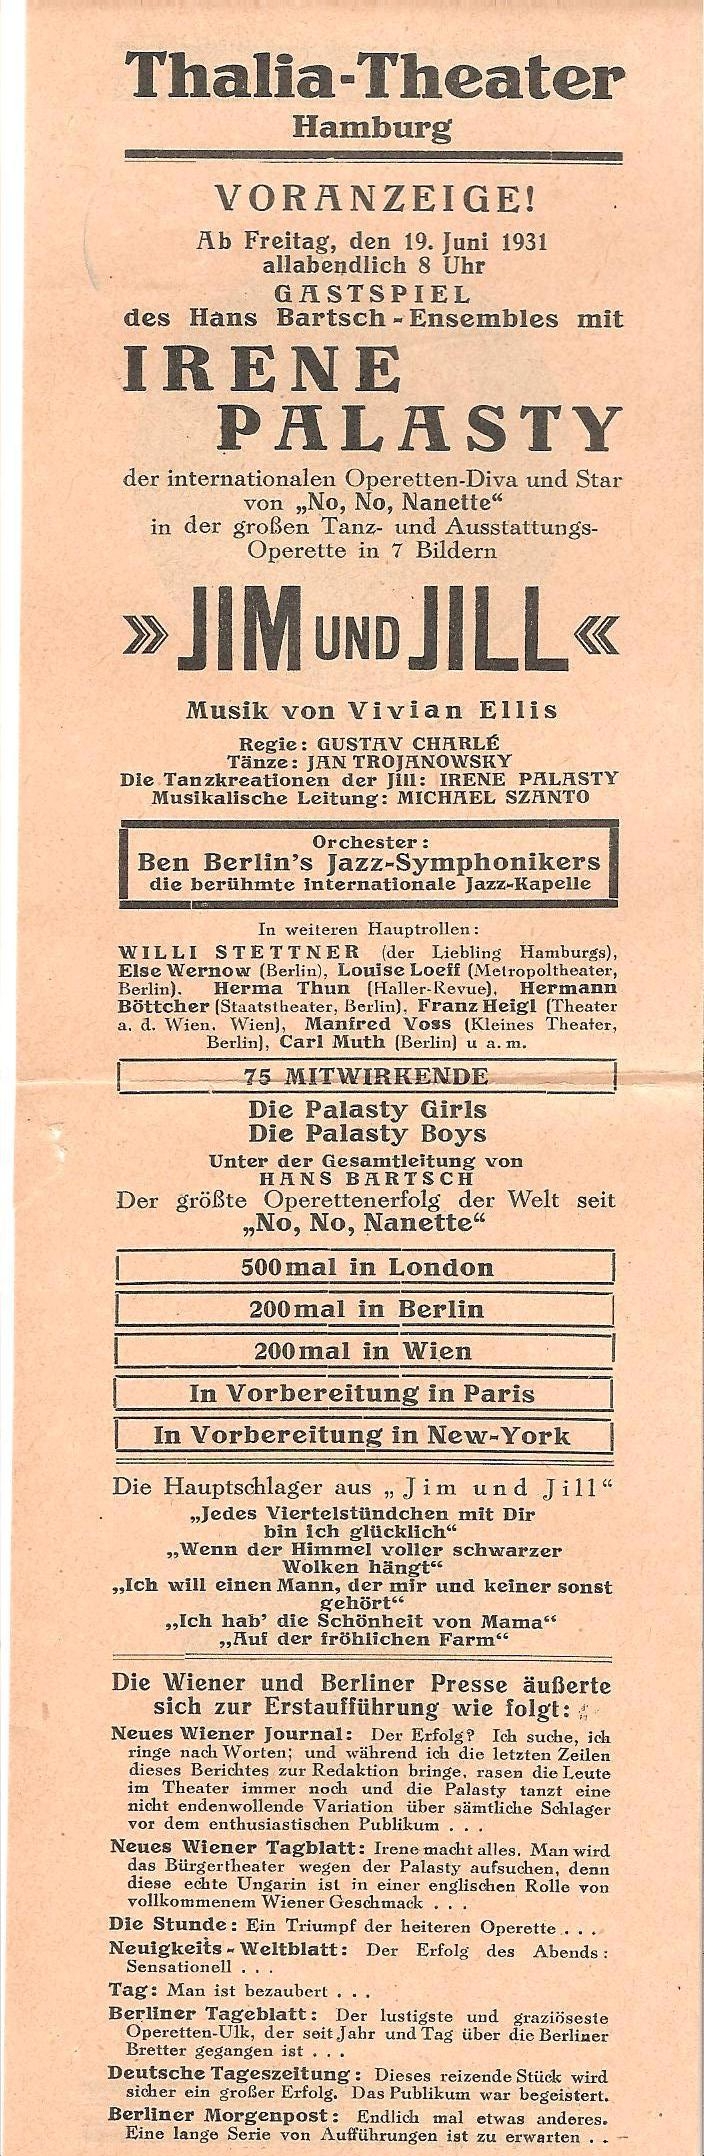 Thalia-Theater
Hamburg
VORANZEIGE!
Ab Freitag, den 19. Juni 1931
allabendlich 8 Uhr
GASTSPIEL
des Hans Bartsch-Ensembles mit
IRENE
PALASTY
der internationalen Operetten-Diva und Star
von „No, No, Nanette“
in der großen Tanz- und Ausstattungs-
Operette in 7 Bildern
» JIM UND JILL «
Musik von Vivian Ellis
Regie: GUSTAV CHARLÉ
Tänze: JAN TROJANOWSKY
Die Tanzkreationen der Jill: IRENE PALASTY
Musikalische Leitung: MICHAEL SZANTO
Orchester:
Ben Berlin's Jazz-Symphonikers
die berühmte internationale Jazz-Kapelle
In weiteren Hauptrollen:
WILLI STETTNER (der Liebling Hamburgs),
Else Wernow (Berlin), Louise Loeff (Metropoltheater,
Berlin), Herma Thun (Haller-Revue), Hermann
Böttcher (Staatstheater, Berlin), Franz Heigl (Theater
a. d. Wien, Wien), Manfred Voss (Kleines Theater,
Berlin), Carl Muth (Berlin) u a. m.
75 MITWIRKENDE
Die Palasty Girls
Die Palasty Boys
Unter der Gesamtleitung von
HANS BARTSCH
Der größte Operettenerfolg der Welt seit
„No, No, Nanette“
500mal in London
200mal in Berlin
200mal in Wien
In Vorbereitung in Paris
In Vorbereitung in New-York
Die Hauptschlager aus „Jim und Jill“
„Jedes Viertelstündchen mit Dir
bin ich glücklich“
„Wenn der Himmel voller schwarzer
Wolken hängt“
„Ich will einen Mann, der mir und keiner sonst
gehört“
„Ich hab' die Schönheit von Mama“
„Auf der fröhlichen Farm“
Die Wiener und Berliner Presse äußerte
sich zur Erstaufführung wie folgt:
Neues Wiener Journal: Der Erfolg? Ich suche, ich
ringe nach Worten; und während ich die letzten Zeilen
dieses Berichtes zur Redaktion bringe, rasen die Leute
im Theater immer noch und die Palasty tanzt eine
nicht endenwollende Variation über sämtliche Schlager
vor dem enthusiastischen Publikum . . .
Neues Wiener Tagblatt: Irene macht alles. Man wird
das Bürgertheater wegen der Palasty aufsuchen, denn
diese echte Ungarin ist in einer englischen Rolle von
vollkommenem Wiener Geschmack . . .
Die Stunde: Ein Triumpf der heiteren Operette . . .
Neuigkeits-Weltblatt: Der Erfolg des Abends:
Sensationell . . .
Tag: Man ist bezaubert . . .
Berliner Tageblatt: Der lustigste und graziöseste
Operetten-Ulk, der seit Jahr und Tag über die Berliner
Bretter gegangen ist . . .
Deutsche Tageszeitung: Dieses reizende Stück wird
sicher ein großer Erfolg. Das Publikum war begeistert.
Berliner Morgenpost: Endlich mal etwas anderes.
Eine lange Serie von Aufführungen ist zu erwarten . .